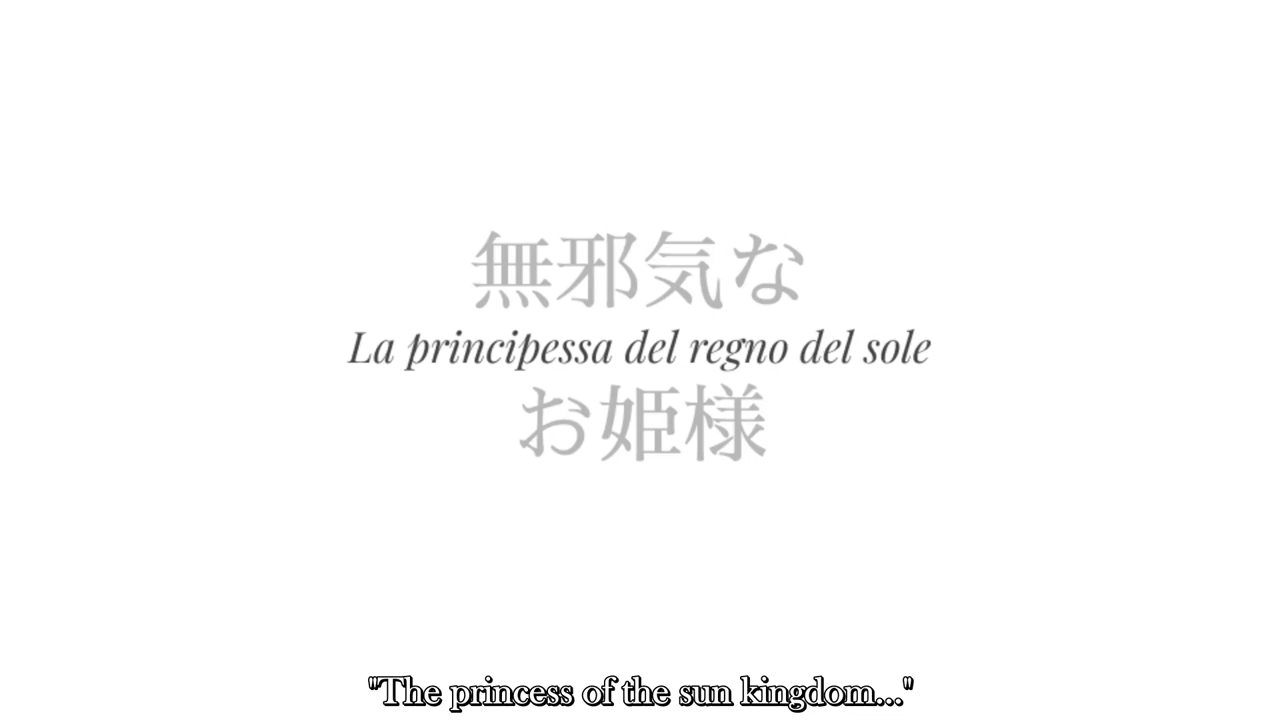 無邪気な
La principessa del regno del sole
お姫様
"The princess of the sun kingdom..."